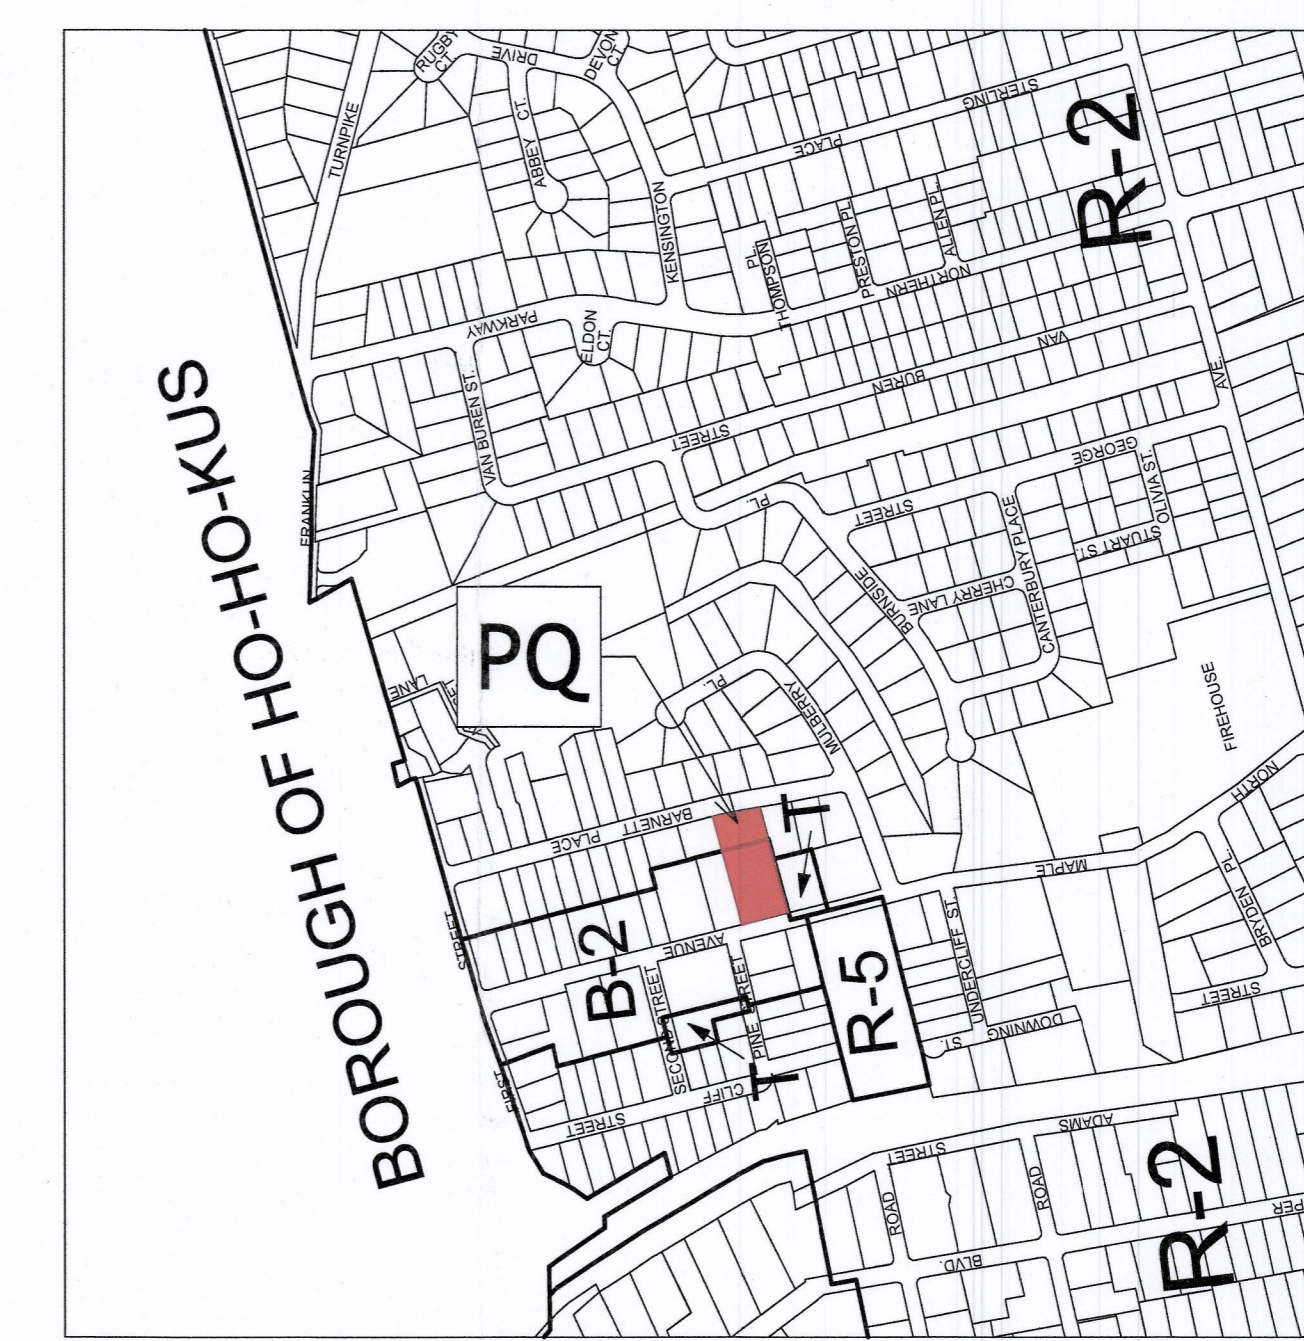 RUGBY
CT.
DRIVE
DEVON
CT.
TURNPIKE
ABBEY CT.
STERLING
PLACE
R-2
KENSINGTON
PRESTON PL.
ALLEN PL.
THOMPSON
PL.
NORTHERN
PARKWAY
ELDON
CT.
VAN
BUREN
STREET
VAN BUREN ST.
AVE.
BOROUGH OF HO-HO-KUS
FRANKLIN
TURNPIKE
GEORGE
STREET
OLIVIA ST.
STUART ST.
PL.
BURNSIDE
CHERRY LANE
CANTERBURY PLACE
PQ
LANE
PL.
MULBERRY
FIREHOUSE
NORTH
MAPLE
AVENUE
BARNETT
PLACE
T
B-2
R-5
STREET
FIRST
SECOND STREET
PINE STREET
T
CLIFF
STREET
UNDERCLIFF ST.
DOWNING
ST.
BRYDEN PL.
STREET
ADAMS
STREET
ROAD
ROAD
BLVD.
PER
R-2